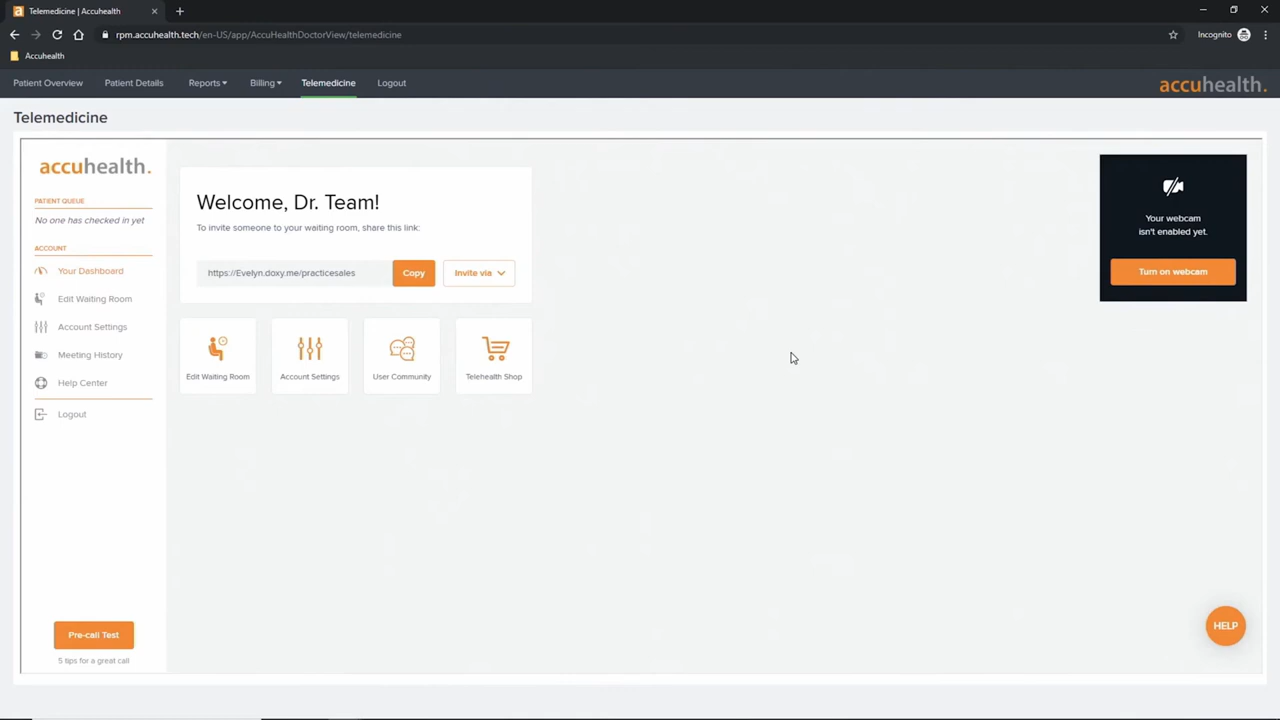 Telemedicine | Accuhealth
rpm.accuhealth.tech/en-US/app/AccuHealthDoctorView/telemedicine
Incognito
Accuhealth
Patient Overview
Patient Details
Reports
Billing
Telemedicine
Logout
accuhealth.
Telemedicine
accuhealth.
PATIENT QUEUE
No one has checked in yet
ACCOUNT
Your Dashboard
Edit Waiting Room
Account Settings
Meeting History
Help Center
Logout
Pre-call Test
5 tips for a great call
Welcome, Dr. Team!
To invite someone to your waiting room, share this link:
https://Evelyn.doxy.me/practicesales
Copy
Invite via
Edit Waiting Room
Account Settings
User Community
Telehealth Shop
Your webcam
isn't enabled yet.
Turn on webcam
HELP